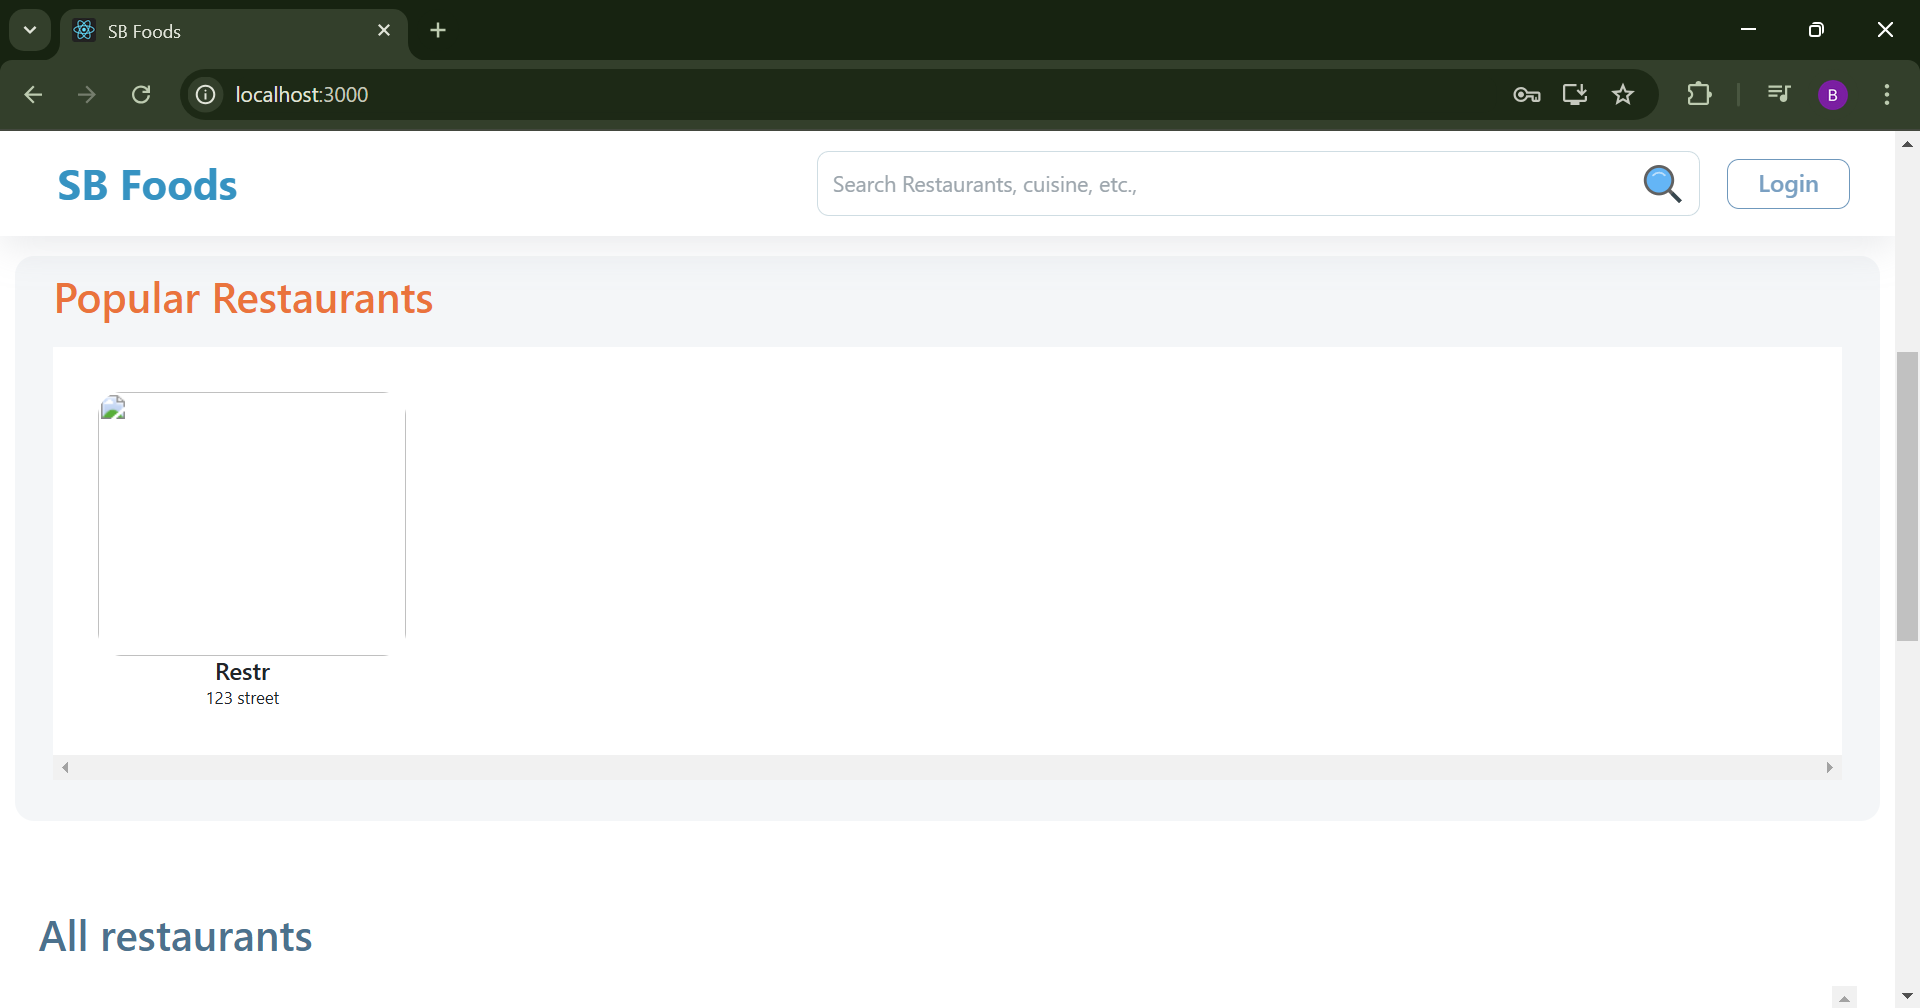 SB Foods
localhost:3000
B
SB Foods
Search Restaurants, cuisine, etc.,
Login
Popular Restaurants
Restr
123 street
All restaurants